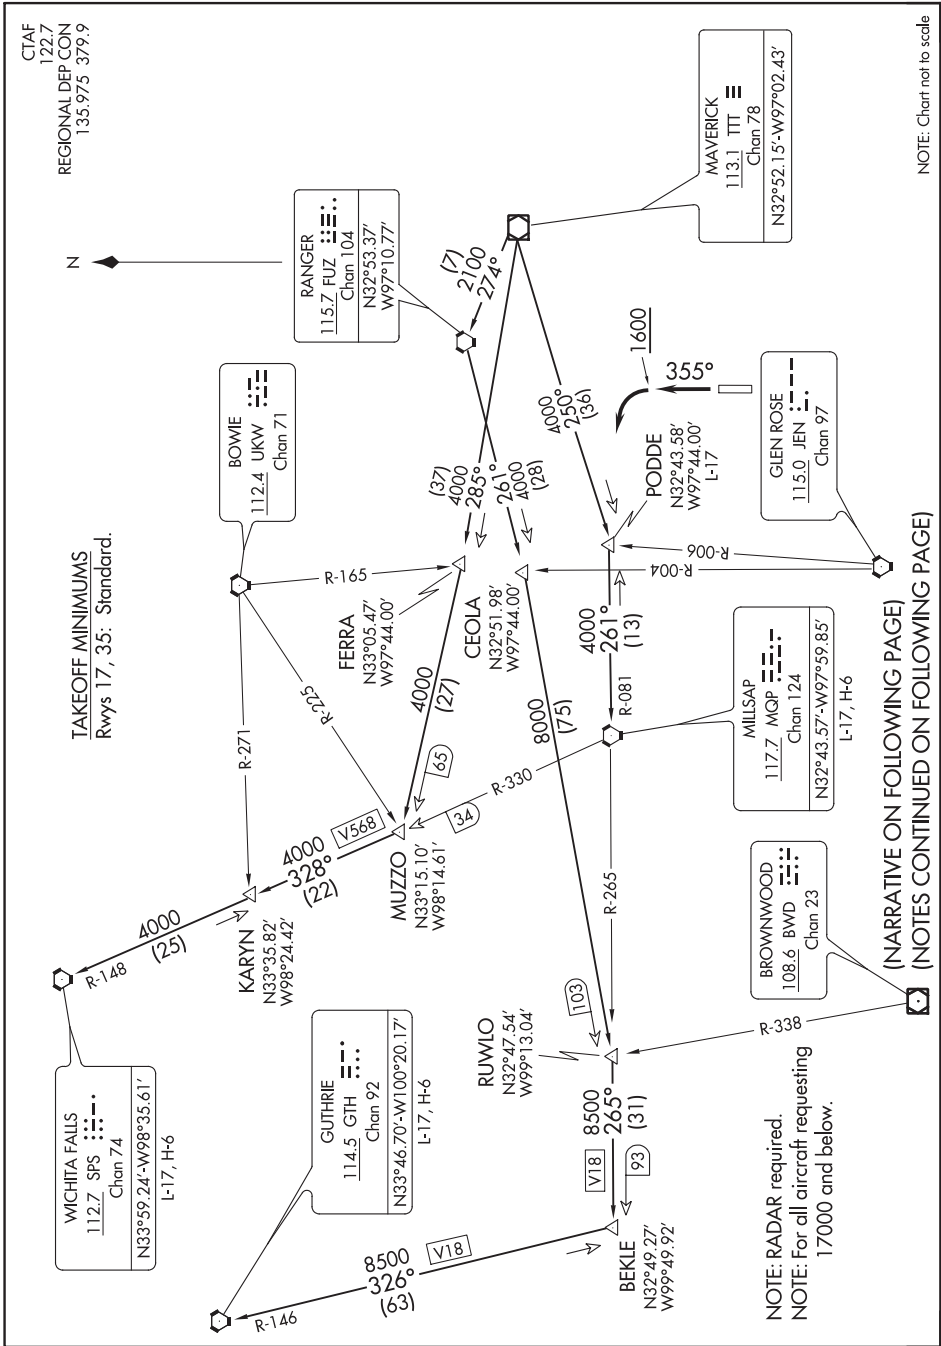 CTAF
122.7
REGIONAL DEP CON
135.975 379.9
TAKEOFF MINIMUMS
Rwys 17, 35: Standard.
N
WICHITA FALLS
112.7 SPS
Chan 74
N33°59.24'-W98°35.61'
L-17, H-6
BOWIE
112.4 UKW
Chan 71
RANGER
115.7 FUZ
Chan 104
N32°53.37'
W97°10.77'
MAVERICK
113.1 TTT
Chan 78
N32°52.15'-W97°02.43'
GUTHRIE
114.5 GTH
Chan 92
N33°46.70'-W100°20.17'
L-17, H-6
R-148
4000
(25)
KARYN
N33°35.82'
W98°24.42'
R-271
4000
328°
(22)
V568
R-225
R-165
MUZZO
N33°15.10'
W98°14.61'
65
34
R-330
4000
(27)
FERRA
N33°05.47'
W97°44.00'
(37)
4000
285°
(7)
2100
274°
261°
4000
(28)
CEOLA
N32°51.98'
W97°44.00'
8000
(75)
4000
250°
(36)
1600
355°
PODDE
N32°43.58'
W97°44.00'
L-17
4000
261°
(13)
R-081
R-006
R-004
GLEN ROSE
115.0 JEN
Chan 97
MILLSAP
117.7 MQP
Chan 124
N32°43.57'-W97°59.85'
L-17, H-6
R-265
103
RUWLO
N32°47.54'
W99°13.04'
R-338
BROWNWOOD
108.6 BWD
Chan 23
8500
265°
(31)
V18
93
BEKLE
N32°49.27'
W99°49.92'
8500
326°
(63)
V18
R-146
NOTE: RADAR required.
NOTE: For all aircraft requesting
17000 and below.
(NARRATIVE ON FOLLOWING PAGE)
(NOTES CONTINUED ON FOLLOWING PAGE)
NOTE: Chart not to scale